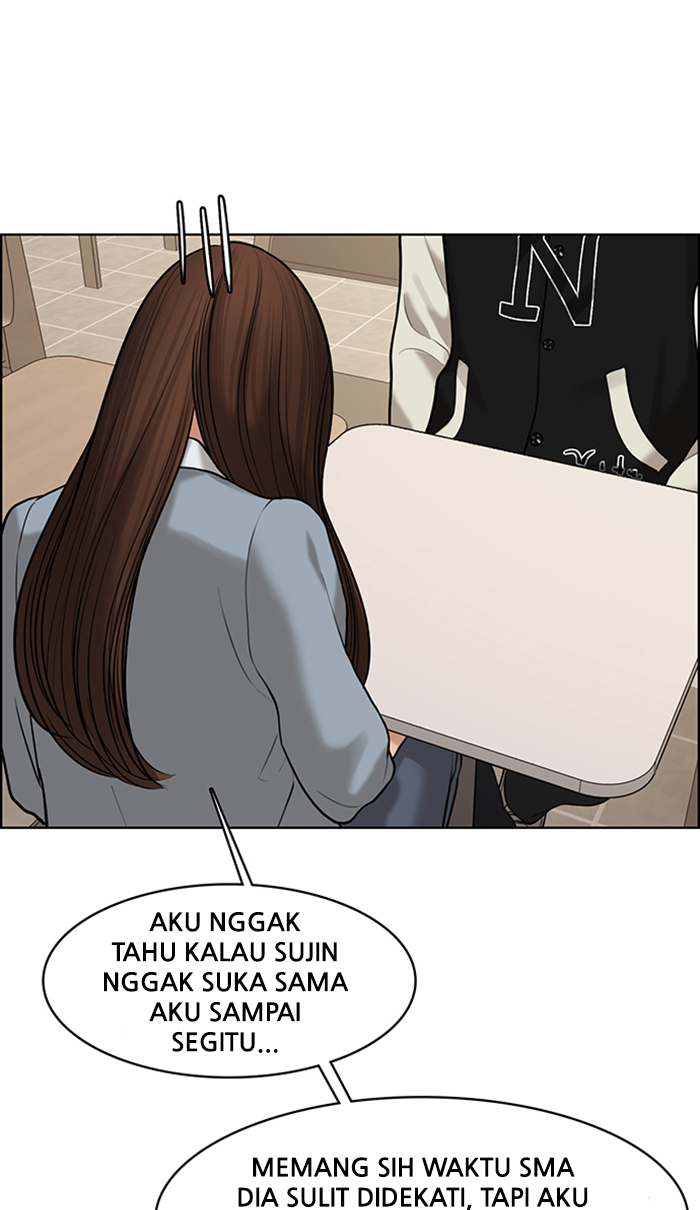 N
AKU NGGAK
TAHU KALAU SUJIN
NGGAK SUKA SAMA
AKU SAMPAI
SEGITU...
MEMANG SIH WAKTU SMA
DIA SULIT DIDEKATI, TAPI AKU